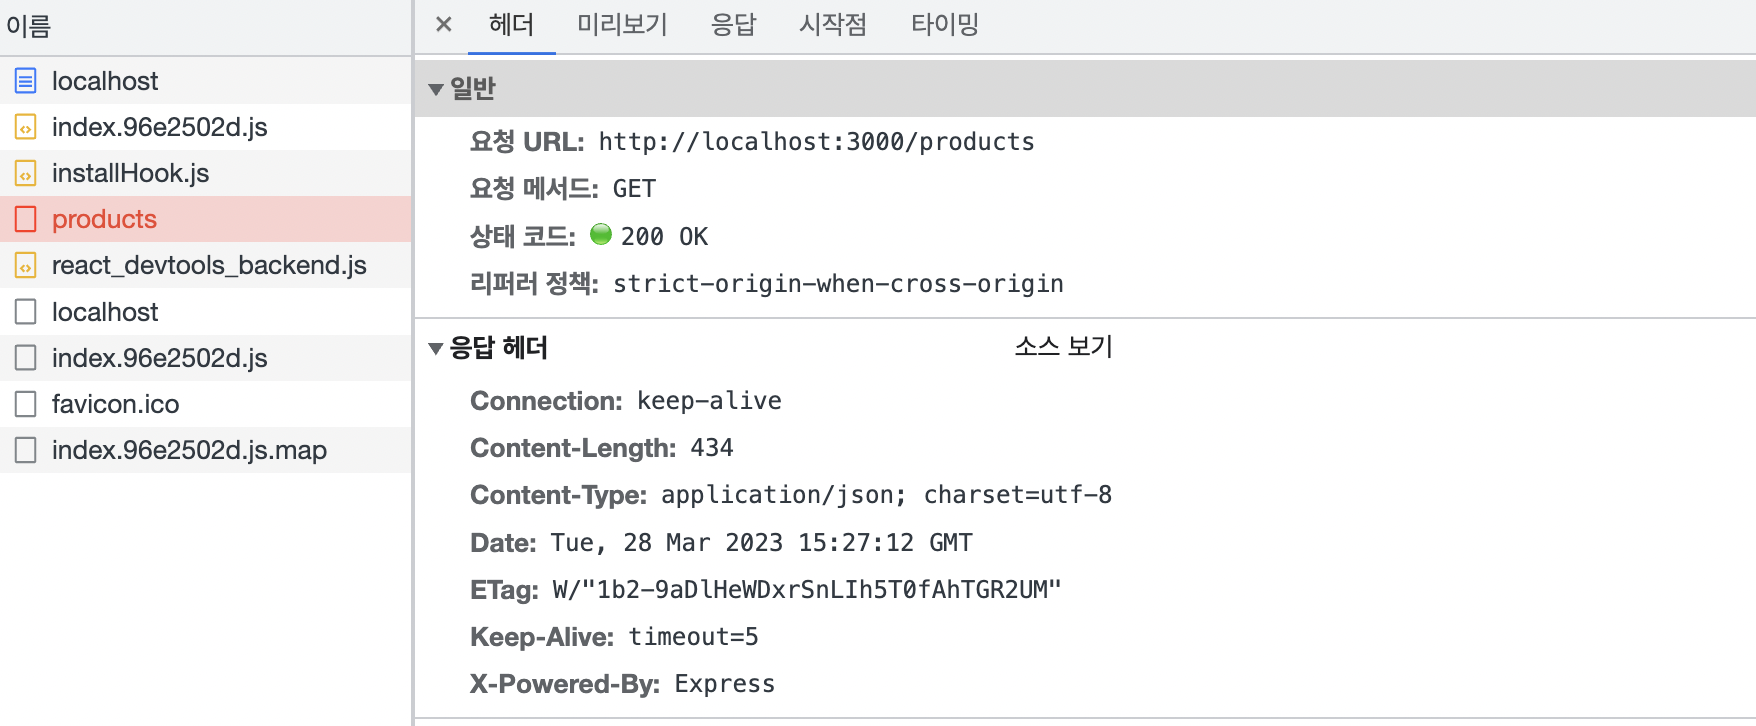 이름
localhost
index.96e2502d.js
installHook.js
products
react_devtools_backend.js
localhost
index.96e2502d.js
favicon.ico
index.96e2502d.js.map
헤더 미리보기 응답 시작점 타이밍
일반
요청 URL: http://localhost:3000/products
요청 메서드: GET
상태 코드: 200 OK
리퍼러 정책: strict-origin-when-cross-origin
응답 헤더 소스 보기
Connection: keep-alive
Content-Length: 434
Content-Type: application/json; charset=utf-8
Date: Tue, 28 Mar 2023 15:27:12 GMT
ETag: W/"1b2-9aDlHeWDxrSnLIh5T0fAhTGR2UM"
Keep-Alive: timeout=5
X-Powered-By: Express